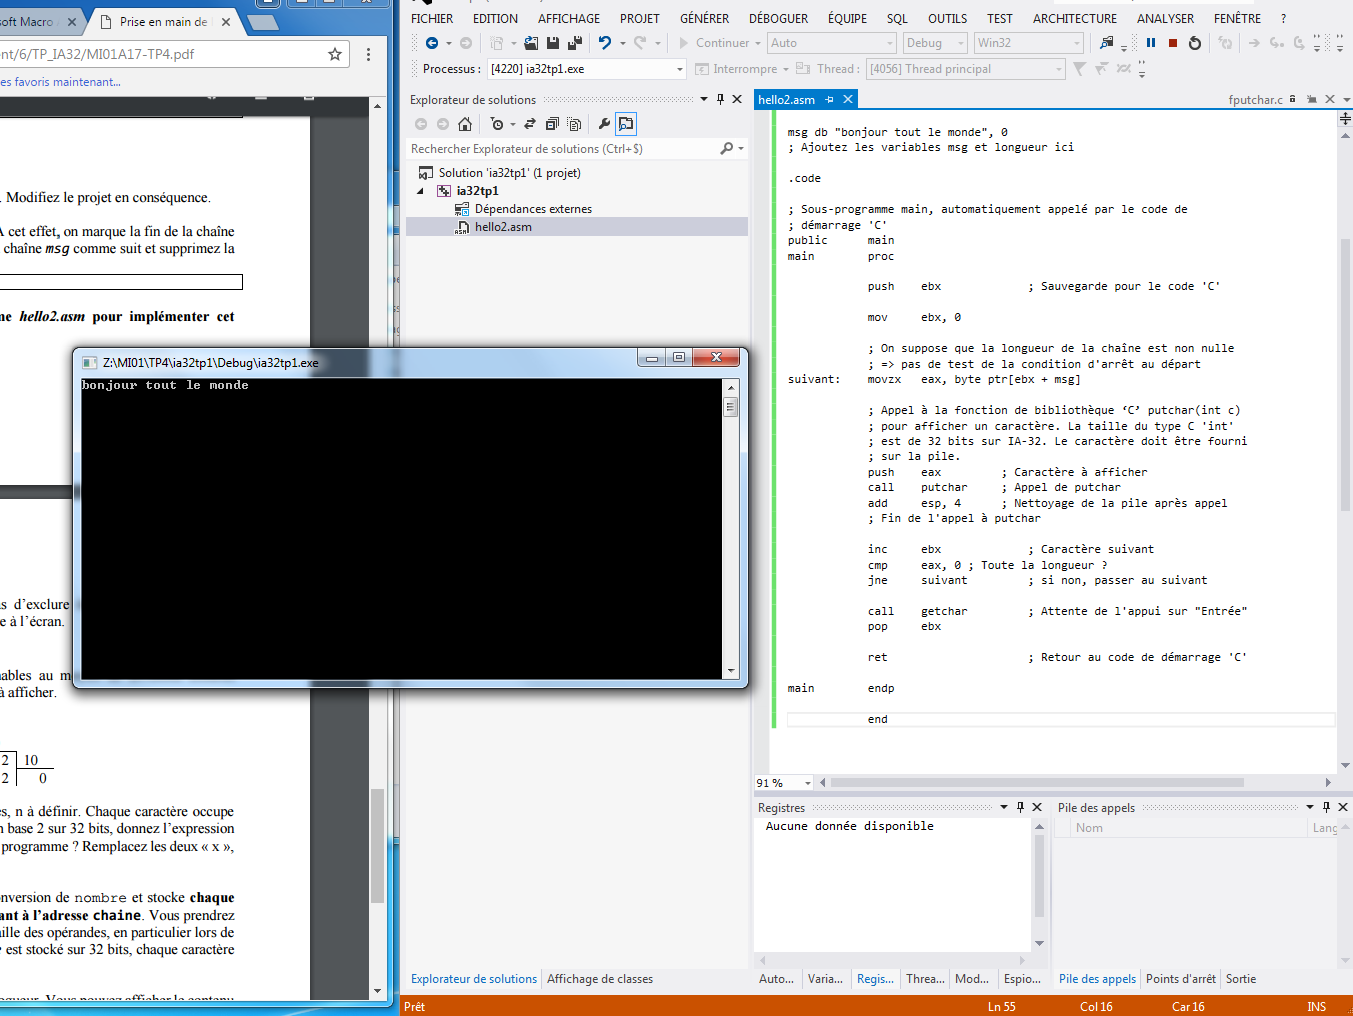 soft Macro A
Prise en main de
ent/6/TP_IA32/MI01A17-TP4.pdf
es favoris maintenant...
. Modifiez le projet en conséquence.
A cet effet, on marque la fin de la chaîne
chaîne msg comme suit et supprimez la
ne hello2.asm pour implémenter cet
s d'exclure
e à l'écran.
nables au m
à afficher.
2 10
2 0
es, n à définir. Chaque caractère occupe
n base 2 sur 32 bits, donnez l'expression
programme ? Remplacez les deux « x »,
onversion de nombre et stocke chaque
ant à l'adresse chaine. Vous prendrez
aille des opérandes, en particulier lors de
est stocké sur 32 bits, chaque caractère
ogueur. Vous pouvez afficher le contenu
FICHIER EDITION AFFICHAGE PROJET GÉNÉRER DÉBOGUER ÉQUIPE SQL OUTILS TEST ARCHITECTURE ANALYSER FENÊTRE ?
Continuer Auto Debug Win32
Processus : [4220] ia32tp1.exe Interrompre Thread : [4056] Thread principal
Explorateur de solutions
Rechercher Explorateur de solutions (Ctrl+$)
Solution 'ia32tp1' (1 projet)
ia32tp1
Dépendances externes
hello2.asm
hello2.asm fputchar.c
msg db "bonjour tout le monde", 0
; Ajoutez les variables msg et longueur ici
.code
; Sous-programme main, automatiquement appelé par le code de
; démarrage 'C'
public main
main proc
push ebx ; Sauvegarde pour le code 'C'
mov ebx, 0
; On suppose que la longueur de la chaîne est non nulle
; => pas de test de la condition d'arrêt au départ
suivant: movzx eax, byte ptr[ebx + msg]
; Appel à la fonction de bibliothèque ‘C’ putchar(int c)
; pour afficher un caractère. La taille du type C 'int'
; est de 32 bits sur IA-32. Le caractère doit être fourni
; sur la pile.
push eax ; Caractère à afficher
call putchar ; Appel de putchar
add esp, 4 ; Nettoyage de la pile après appel
; Fin de l'appel à putchar
inc ebx ; Caractère suivant
cmp eax, 0 ; Toute la longueur ?
jne suivant ; si non, passer au suivant
call getchar ; Attente de l'appui sur "Entrée"
pop ebx
ret ; Retour au code de démarrage 'C'
main endp
end
91 %
Z:\MI01\TP4\ia32tp1\Debug\ia32tp1.exe
bonjour tout le monde
Registres
Aucune donnée disponible
Pile des appels
Nom Lang
Explorateur de solutions Affichage de classes
Auto... Varia... Regis... Threa... Mod... Espio...
Pile des appels Points d'arrêt Sortie
Prêt Ln 55 Col 16 Car 16 INS